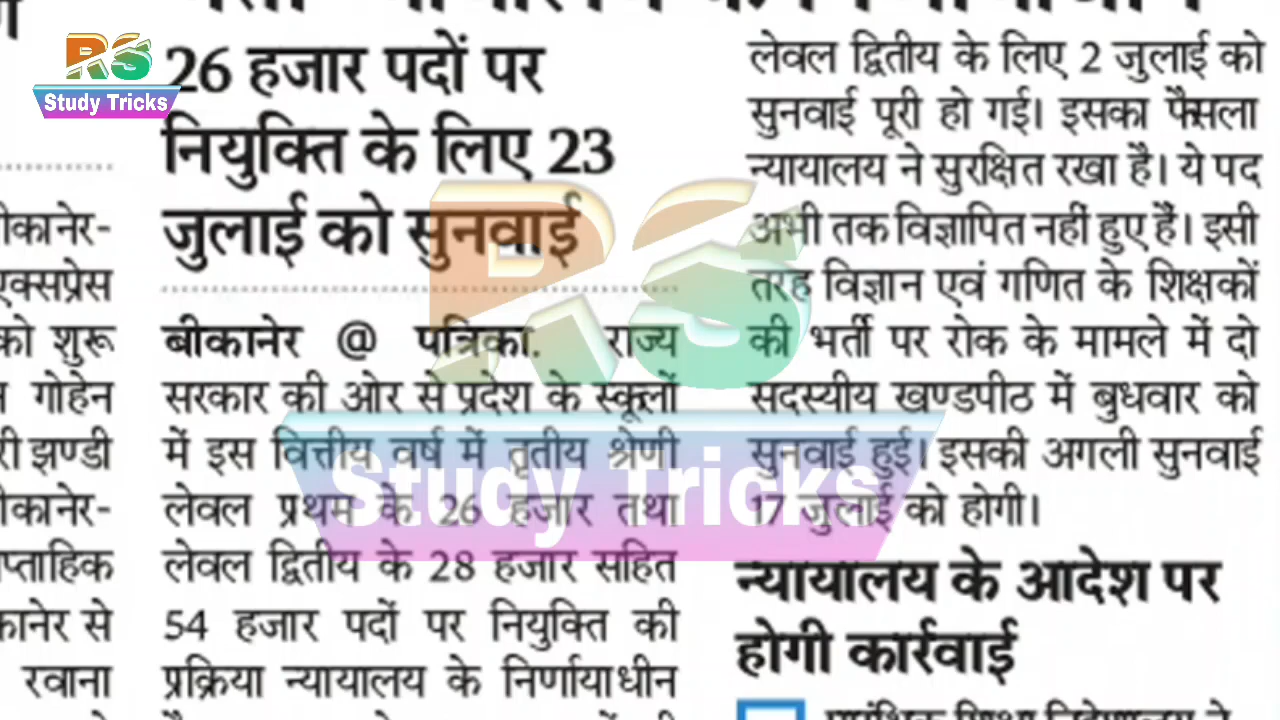 RS
Study Tricks
26 हजार पदों पर
नियुक्ति के लिए 23
जुलाई को सुनवाई
बीकानेर @ पत्रिका. राज्य
सरकार की ओर से प्रदेश के स्कूलों
में इस वित्तीय वर्ष में तृतीय श्रेणी
लेवल प्रथम के 26 हजार तथा
लेवल द्वितीय के 28 हजार सहित
54 हजार पदों पर नियुक्ति की
प्रक्रिया न्यायालय के निर्णायाधीन
लेवल द्वितीय के लिए 2 जुलाई को
सुनवाई पूरी हो गई। इसका फैसला
न्यायालय ने सुरक्षित रखा है। ये पद
अभी तक विज्ञापित नहीं हुए हैं। इसी
तरह विज्ञान एवं गणित के शिक्षकों
की भर्ती पर रोक के मामले में दो
सदस्यीय खण्डपीठ में बुधवार को
सुनवाई हुई। इसकी अगली सुनवाई
17 जुलाई को होगी।
न्यायालय के आदेश पर
होगी कार्रवाई
RS
Study Tricks
एक्सप्रेस
को शुरू
गोहेन
झण्डी
से
रवाना